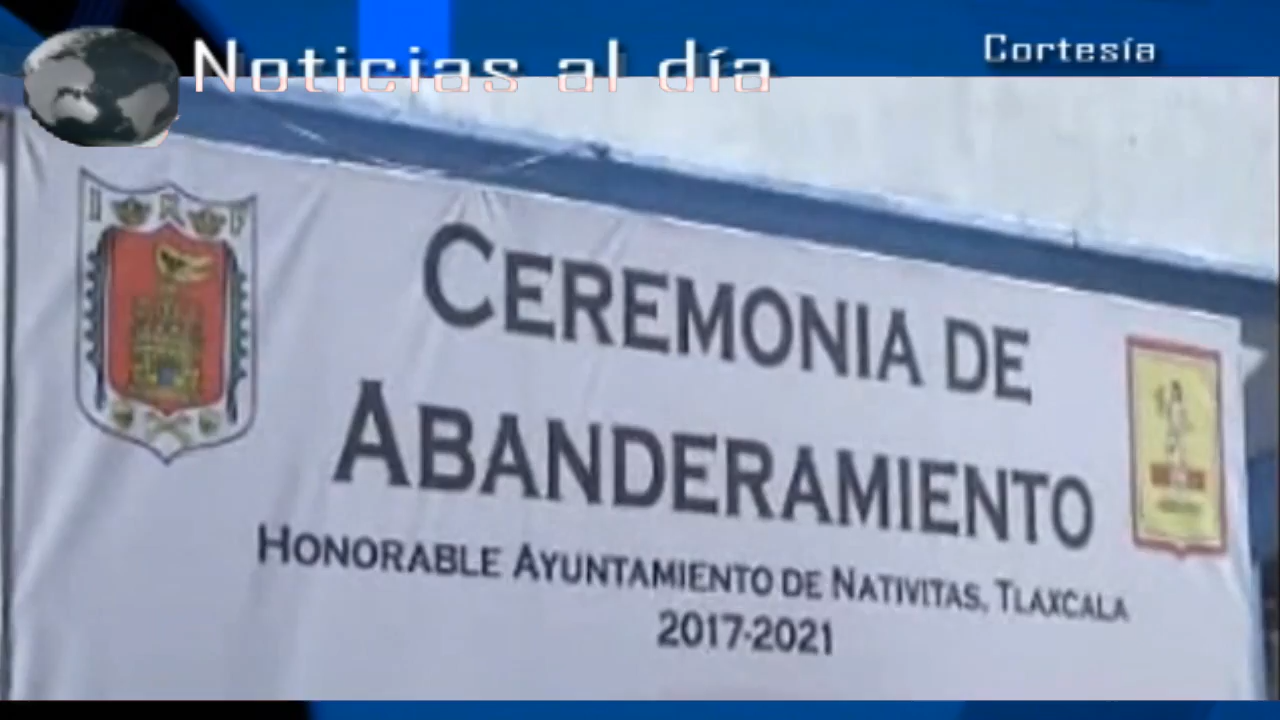 Noticias al día
Cortesía
I R F
CEREMONIA DE
ABANDERAMIENTO
HONORABLE AYUNTAMIENTO DE NATIVITAS, TLAXCALA
2017-2021